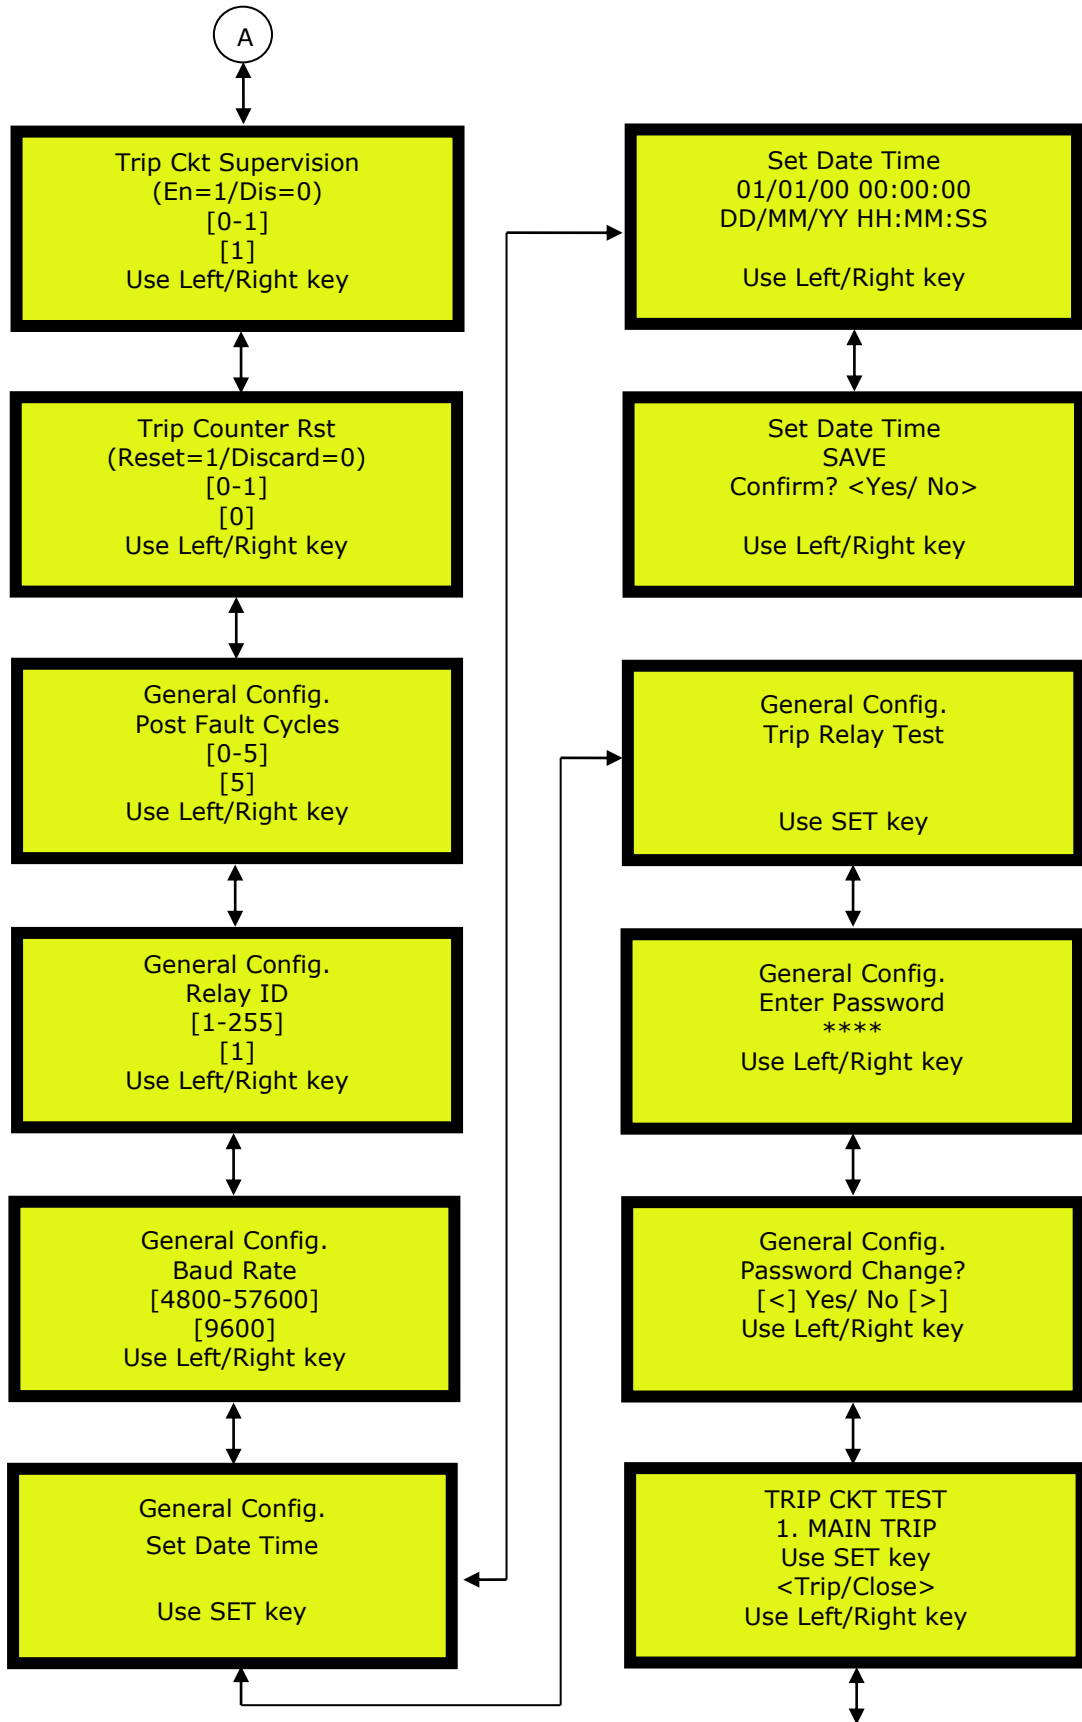 A
Trip Ckt Supervision
(En=1/Dis=0)
[0-1]
[1]
Use Left/Right key
Trip Counter Rst
(Reset=1/Discard=0)
[0-1]
[0]
Use Left/Right key
General Config.
Post Fault Cycles
[0-5]
[5]
Use Left/Right key
General Config.
Relay ID
[1-255]
[1]
Use Left/Right key
General Config.
Baud Rate
[4800-57600]
[9600]
Use Left/Right key
General Config.
Set Date Time
Use SET key
Set Date Time
01/01/00 00:00:00
DD/MM/YY HH:MM:SS
Use Left/Right key
Set Date Time
SAVE
Confirm? <Yes/ No>
Use Left/Right key
General Config.
Trip Relay Test
Use SET key
General Config.
Enter Password
****
Use Left/Right key
General Config.
Password Change?
[<] Yes/ No [>]
Use Left/Right key
TRIP CKT TEST
1. MAIN TRIP
Use SET key
<Trip/Close>
Use Left/Right key